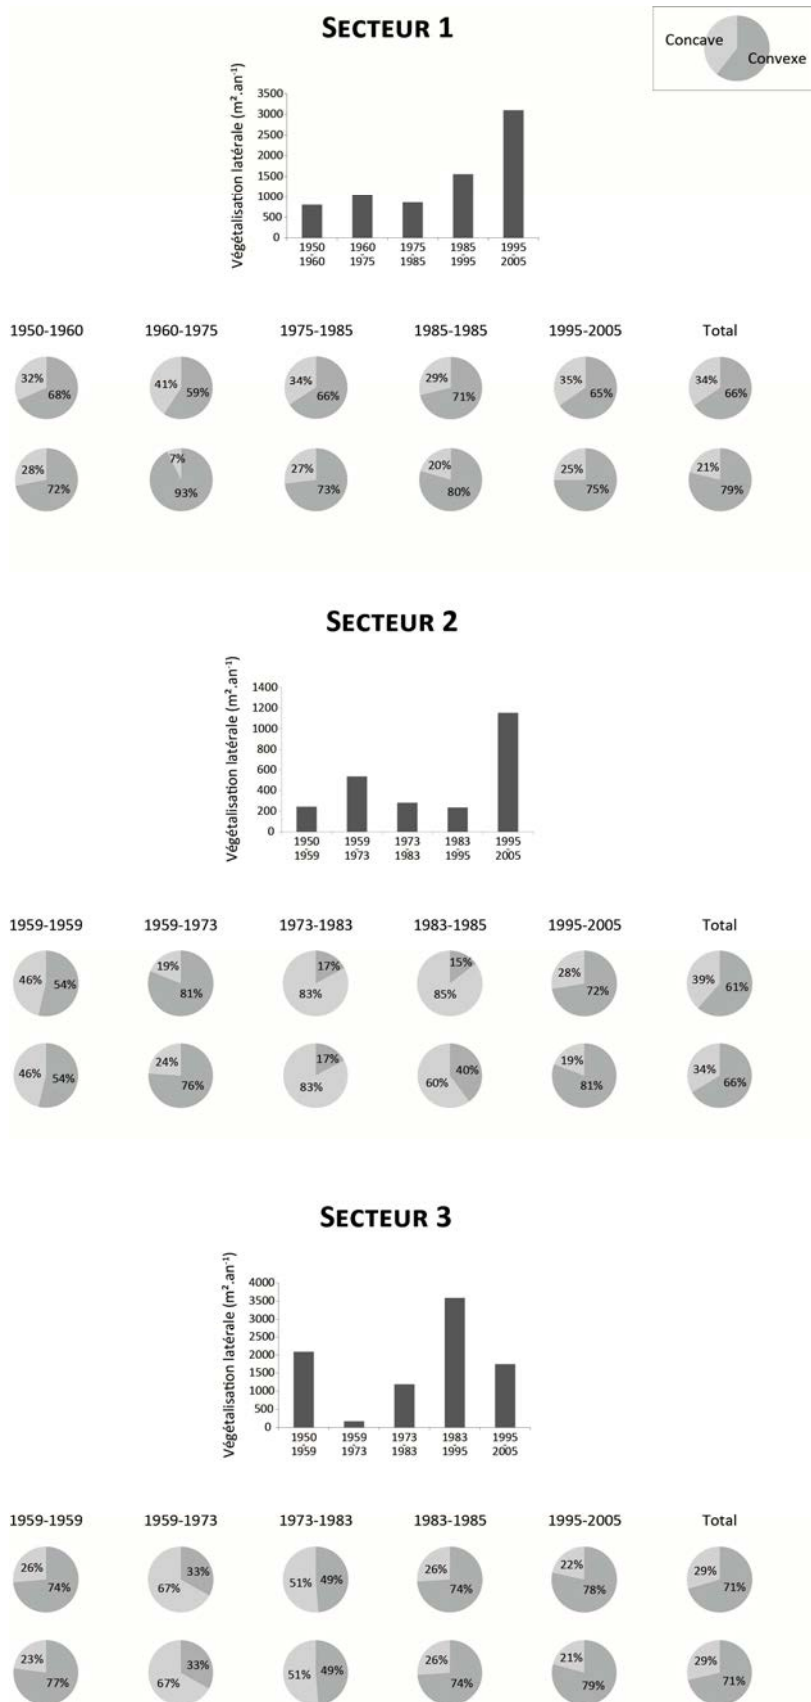 SECTEUR 1
Concave
Convexe
Végétalisation latérale (m².an⁻¹)
3500
3000
2500
2000
1500
1000
500
0
1950 1960 1975 1985 1995
1960 1975 1985 1995 2005
1950-1960 1960-1975 1975-1985 1985-1985 1995-2005 Total
32% 68% 41% 59% 34% 66% 29% 71% 35% 65% 34% 66%
28% 72% 7% 93% 27% 73% 20% 80% 25% 75% 21% 79%
SECTEUR 2
Végétalisation latérale (m².an⁻¹)
1400
1200
1000
800
600
400
200
0
1950 1959 1973 1983 1995
1959 1973 1983 1995 2005
1959-1959 1959-1973 1973-1983 1983-1985 1995-2005 Total
46% 54% 19% 81% 17% 83% 15% 85% 28% 72% 39% 61%
46% 54% 24% 76% 17% 83% 40% 60% 19% 81% 34% 66%
SECTEUR 3
Végétalisation latérale (m².an⁻¹)
4000
3500
3000
2500
2000
1500
1000
500
0
1950 1959 1973 1983 1995
1959 1973 1983 1995 2005
1959-1959 1959-1973 1973-1983 1983-1985 1995-2005 Total
26% 74% 33% 67% 51% 49% 26% 74% 22% 78% 29% 71%
23% 77% 33% 67% 51% 49% 26% 74% 21% 79% 29% 71%